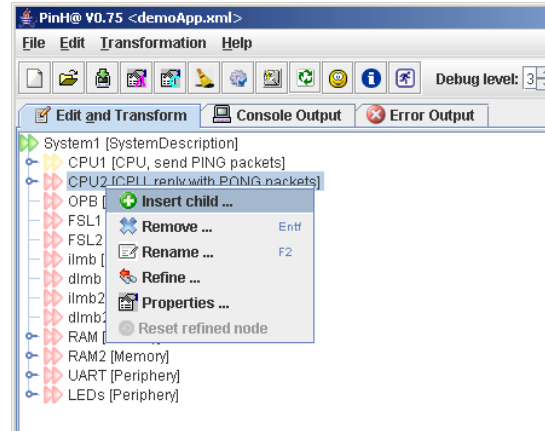 PinH@ V0.75 <demoApp.xml>
File Edit Transformation Help
Debug level: 3
Edit and Transform Console Output Error Output
System1 [SystemDescription]
CPU1 [CPU, send PING packets]
CPU2 [CPU, reply with PONG packets]
OPB [
Insert child ...
FSL1
Remove ... Entf
FSL2
Rename ... F2
ilmb [
dlmb
Refine ...
ilmb2
Properties ...
dlmb2
Reset refined node
RAM [
RAM2 [Memory]
UART [Periphery]
LEDs [Periphery]